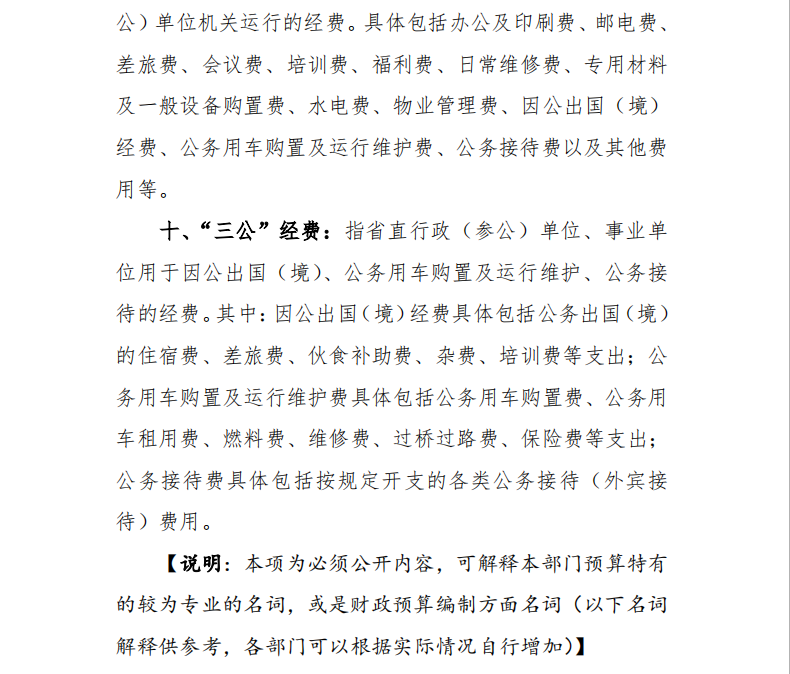 公）单位机关运行的经费。具体包括办公及印刷费、邮电费、
差旅费、会议费、培训费、福利费、日常维修费、专用材料
及一般设备购置费、水电费、物业管理费、因公出国（境）
经费、公务用车购置及运行维护费、公务接待费以及其他费
用等。
十、“三公”经费：指省直行政（参公）单位、事业单
位用于因公出国（境）、公务用车购置及运行维护、公务接
待的经费。其中：因公出国（境）经费具体包括公务出国（境）
的住宿费、差旅费、伙食补助费、杂费、培训费等支出；公
务用车购置及运行维护费具体包括公务用车购置费、公务用
车租用费、燃料费、维修费、过桥过路费、保险费等支出；
公务接待费具体包括按规定开支的各类公务接待（外宾接
待）费用。
【说明：本项为必须公开内容，可解释本部门预算特有
的较为专业的名词，或是财政预算编制方面名词（以下名词
解释供参考，各部门可以根据实际情况自行增加）】